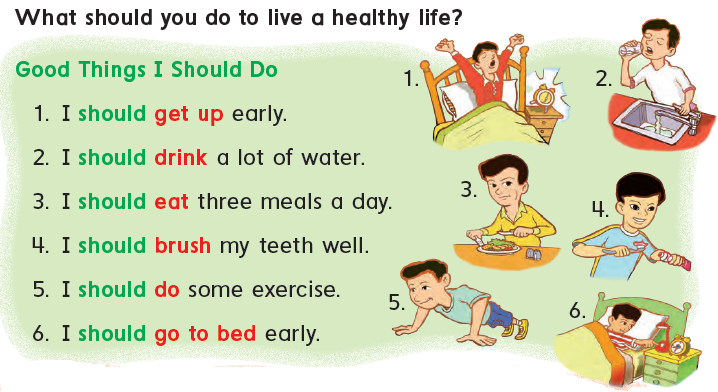 What should you do to live a healthy life?
Good Things I Should Do
1. I should get up early.
2. I should drink a lot of water.
3. I should eat three meals a day.
4. I should brush my teeth well.
5. I should do some exercise.
6. I should go to bed early.
1.
2.
3.
4.
5.
6.